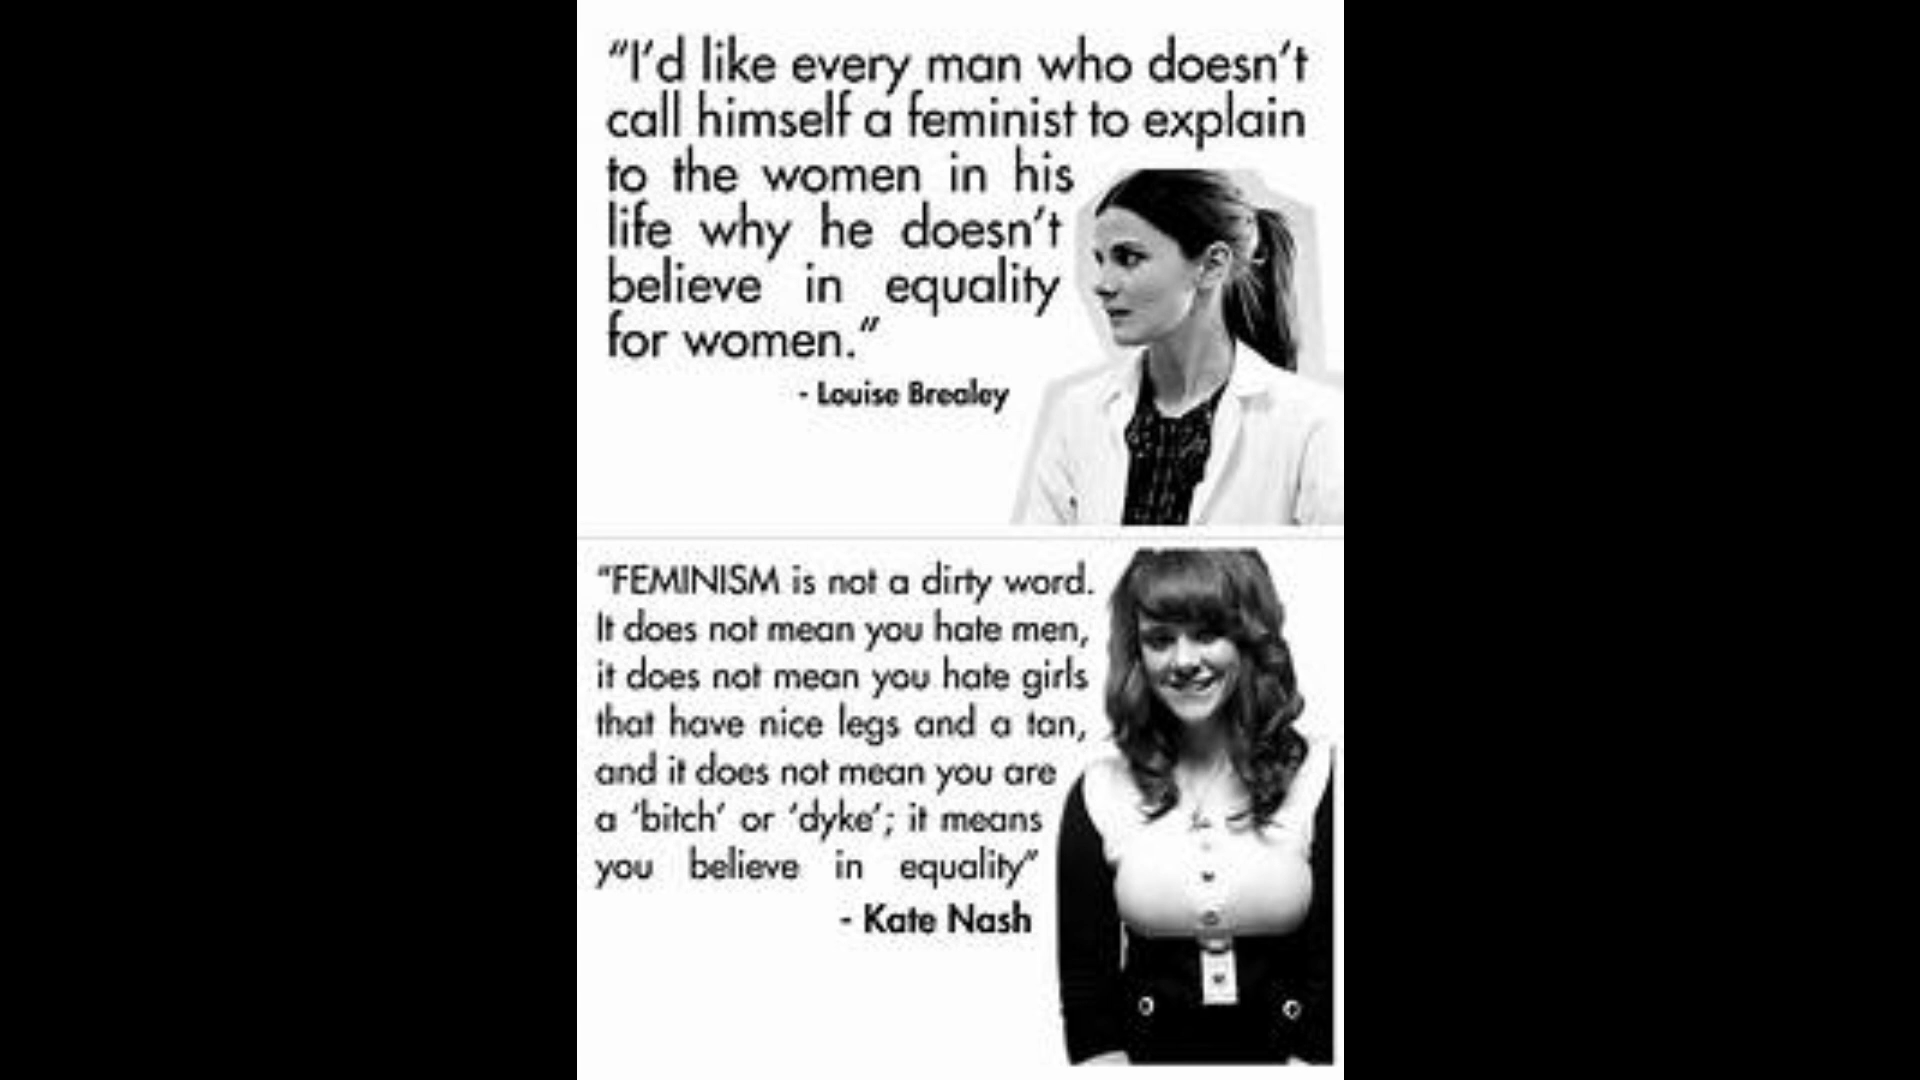 “I’d like every man who doesn’t
call himself a feminist to explain
to the women in his
life why he doesn’t
believe in equality
for women.”
- Louise Brealey
“FEMINISM is not a dirty word.
It does not mean you hate men,
it does not mean you hate girls
that have nice legs and a tan,
and it does not mean you are
a ‘bitch’ or ‘dyke’; it means
you believe in equality”
- Kate Nash